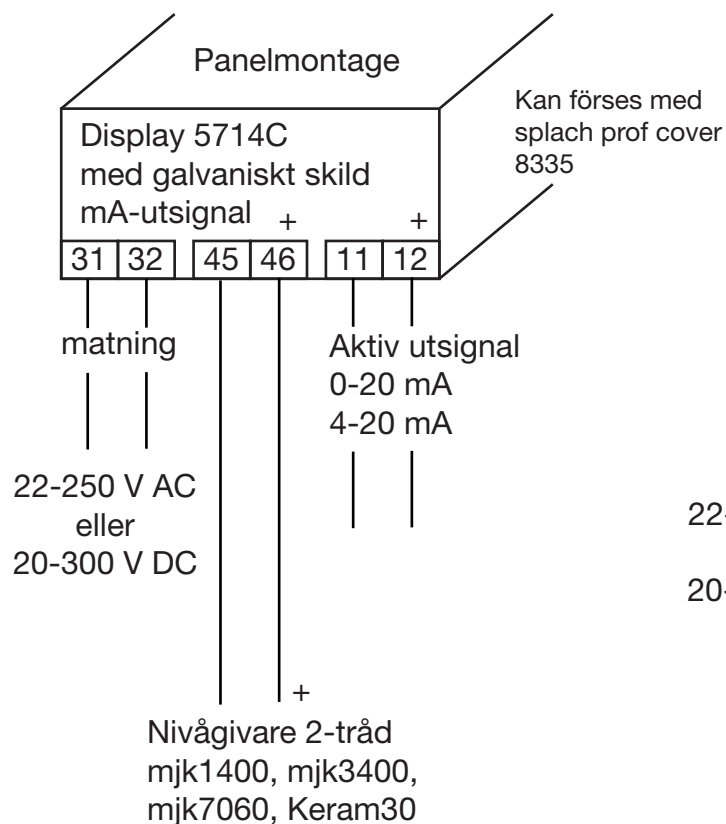 Panelmontage
Kan förses med
splach prof cover
8335
Display 5714C
med galvaniskt skild
mA-utsignal + +
31 32 45 46 11 12
matning
Aktiv utsignal
0-20 mA
4-20 mA
22-250 V AC
eller
20-300 V DC
22-
20-
+
Nivågivare 2-tråd
mjk1400, mjk3400,
mjk7060, Keram30